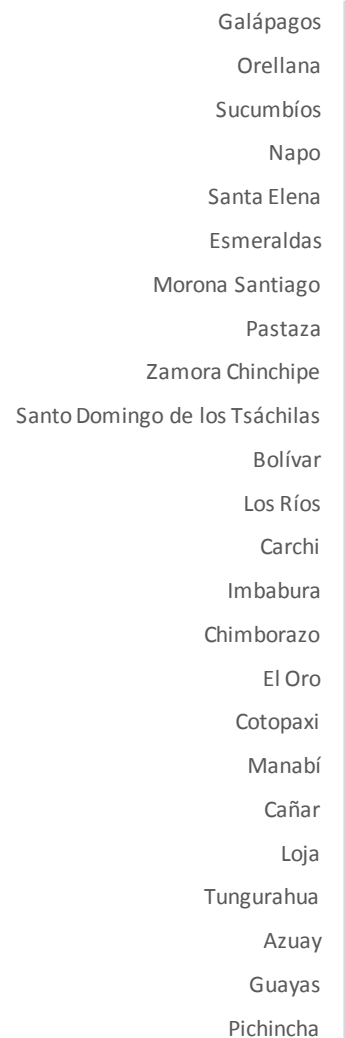 Galápagos
Orellana
Sucumbíos
Napo
Santa Elena
Esmeraldas
Morona Santiago
Pastaza
Zamora Chinchipe
Santo Domingo de los Tsáchilas
Bolívar
Los Ríos
Carchi
Imbabura
Chimborazo
El Oro
Cotopaxi
Manabí
Cañar
Loja
Tungurahua
Azuay
Guayas
Pichincha